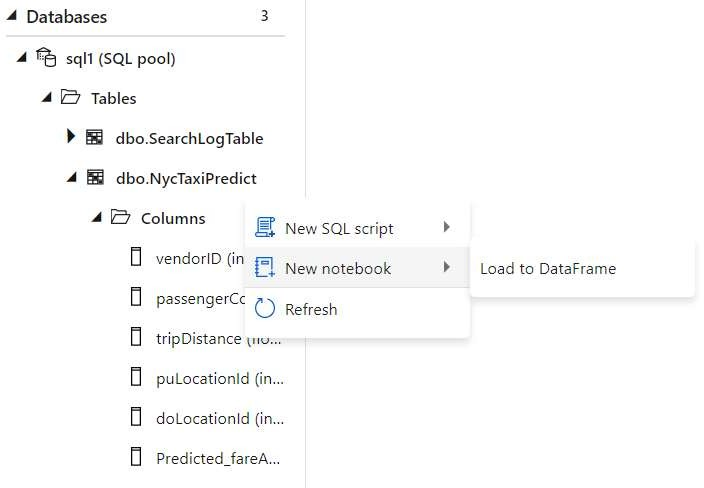 Databases 3
sql1 (SQL pool)
Tables
dbo.SearchLogTable
dbo.NycTaxiPredict
Columns
New SQL script
vendorID (in
New notebook
Load to DataFrame
passengerCo
Refresh
tripDistance (flo...
puLocationId (in...
doLocationId (in...
Predicted_fareA...